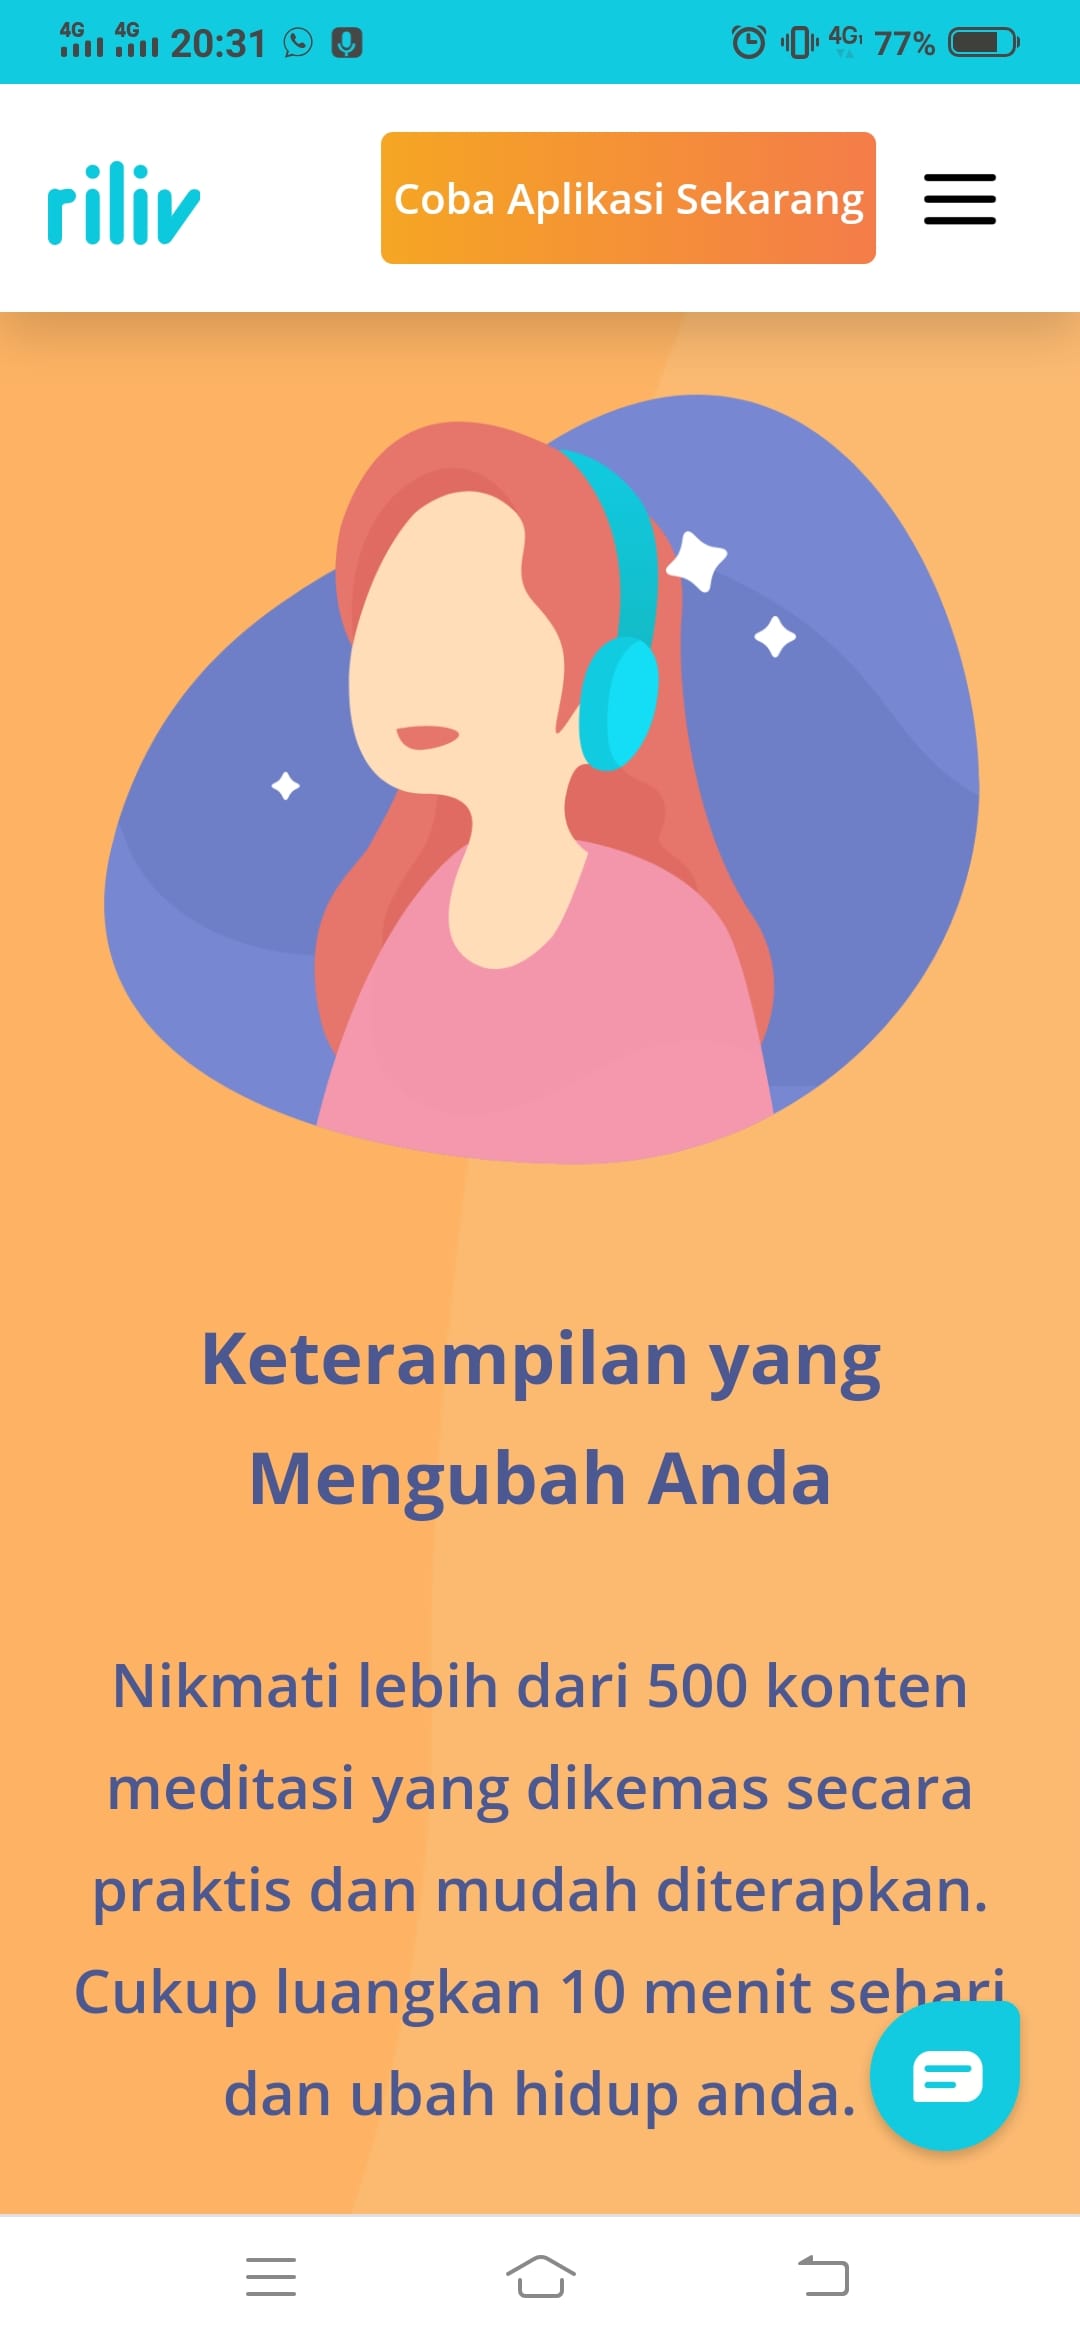 4G 4G 20:31 4G 77%
riliv
Coba Aplikasi Sekarang
Keterampilan yang
Mengubah Anda
Nikmati lebih dari 500 konten
meditasi yang dikemas secara
praktis dan mudah diterapkan.
Cukup luangkan 10 menit sehari
dan ubah hidup anda.